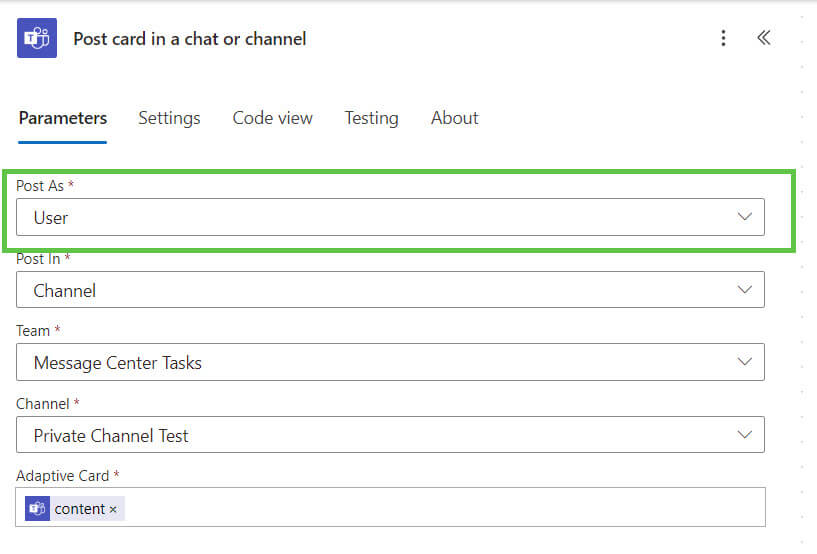 Post card in a chat or channel
Parameters Settings Code view Testing About
Post As *
User
Post In *
Channel
Team *
Message Center Tasks
Channel *
Private Channel Test
Adaptive Card *
content ×